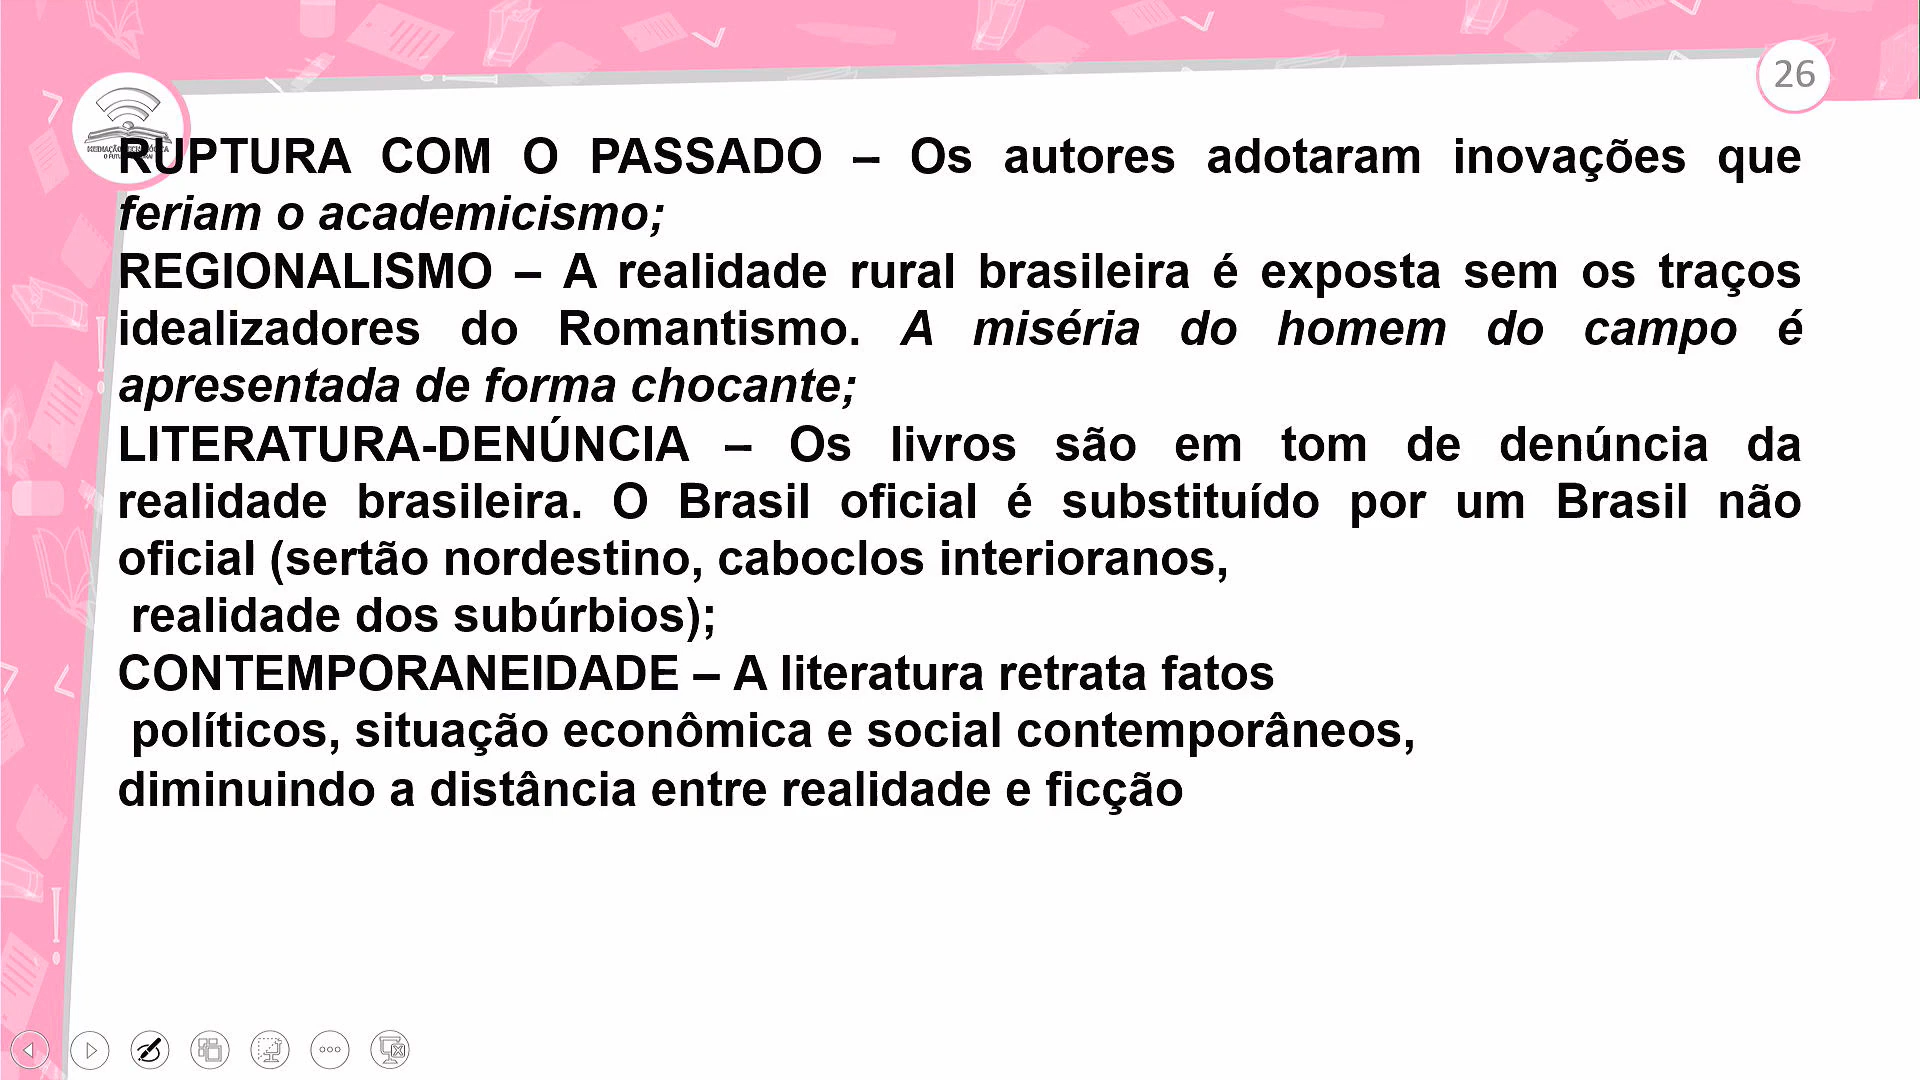 26
RUPTURA COM O PASSADO – Os autores adotaram inovações que
feriam o academicismo;
REGIONALISMO – A realidade rural brasileira é exposta sem os traços
idealizadores do Romantismo. A miséria do homem do campo é
apresentada de forma chocante;
LITERATURA-DENÚNCIA – Os livros são em tom de denúncia da
realidade brasileira. O Brasil oficial é substituído por um Brasil não
oficial (sertão nordestino, caboclos interioranos,
realidade dos subúrbios);
CONTEMPORANEIDADE – A literatura retrata fatos
políticos, situação econômica e social contemporâneos,
diminuindo a distância entre realidade e ficção